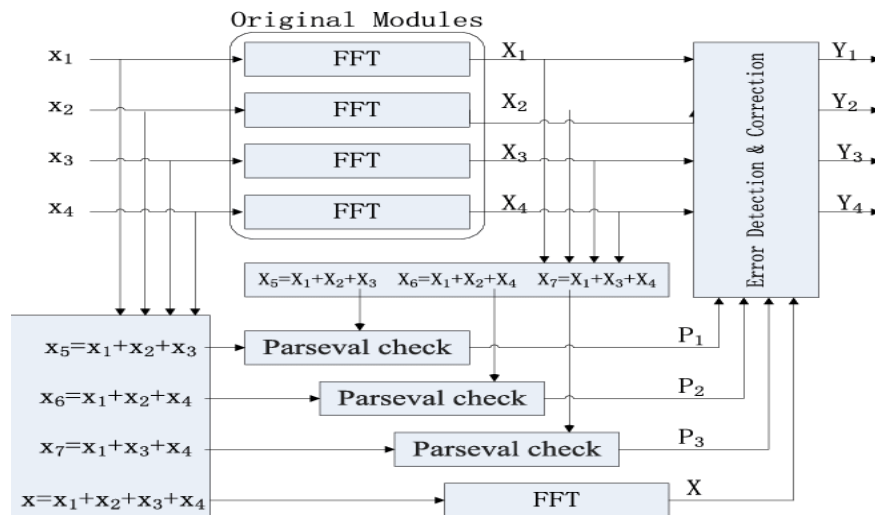 Original Modules
x₁ FFT X₁ Y₁
x₂ FFT X₂ Y₂
x₃ FFT X₃ Y₃
x₄ FFT X₄ Y₄
Error Detection & Correction
X₅=X₁+X₂+X₃ X₆=X₁+X₂+X₄ X₇=X₁+X₃+X₄
x₅=x₁+x₂+x₃ Parseval check P₁
x₆=x₁+x₂+x₄ Parseval check P₂
x₇=x₁+x₃+x₄ Parseval check P₃
x=x₁+x₂+x₃+x₄ FFT X